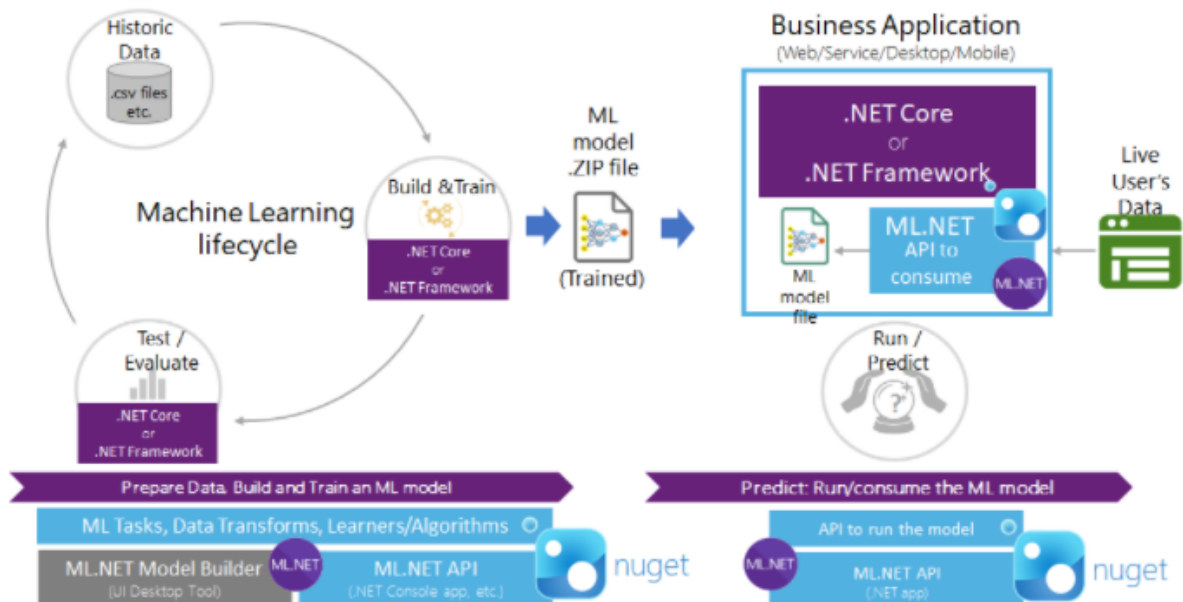 Historic
Data
.csv files
etc.
Machine Learning
lifecycle
Build &Train
.NET Core
or
.NET Framework
Test /
Evaluate
.NET Core
or
.NET Framework
ML
model
.ZIP file
(Trained)
Business Application
(Web/Service/Desktop/Mobile)
.NET Core
or
.NET Framework
ML.NET
API to
consume
ML.NET
ML
model
file
Live
User's
Data
Run /
Predict
?
Prepare Data, Build and Train an ML model
ML Tasks, Data Transforms, Learners/Algorithms
ML.NET Model Builder
(UI Desktop Tool)
ML.NET
ML.NET API
(.NET Console app, etc.)
nuget
Predict: Run/consume the ML model
API to run the model
ML.NET
ML.NET API
(.NET app)
nuget